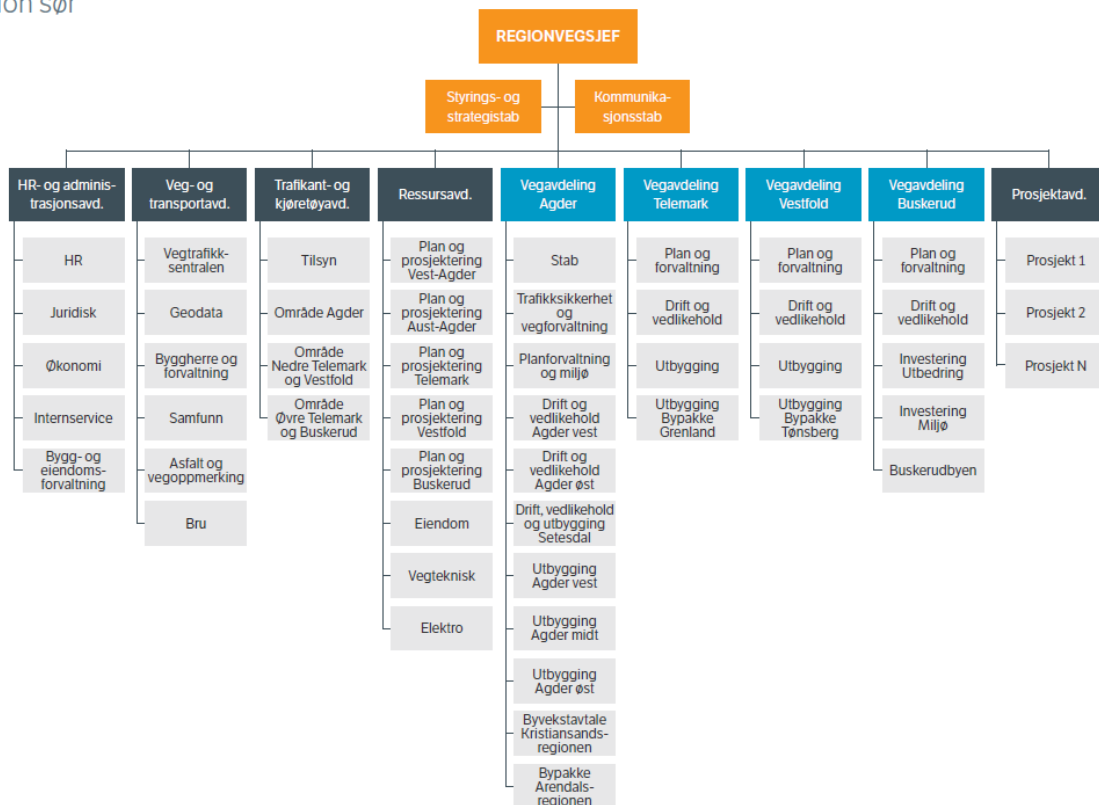 ion sør
REGIONVEGSJEF
Styrings- og
strategistab
Kommunika-
sjonsstab
HR- og adminis-
trasjonsavd.
HR
Juridisk
Økonomi
Internservice
Bygg- og
eiendoms-
forvaltning
Veg- og
transportavd.
Vegtrafikk-
sentralen
Geodata
Byggherre og
forvaltning
Samfunn
Asfalt og
vegoppmerking
Bru
Trafikant- og
kjøretøyavd.
Tilsyn
Område Agder
Område
Nedre Telemark
og Vestfold
Område
Øvre Telemark
og Buskerud
Ressursavd.
Plan og
prosjektering
Vest-Agder
Plan og
prosjektering
Aust-Agder
Plan og
prosjektering
Telemark
Plan og
prosjektering
Vestfold
Plan og
prosjektering
Buskerud
Eiendom
Vegteknisk
Elektro
Vegavdeling
Agder
Stab
Trafikksikkerhet
og
vegforvaltning
Planforvaltning
og miljø
Drift og
vedlikehold
Agder vest
Drift og
vedlikehold
Agder øst
Drift, vedlikehold
og utbygging
Setesdal
Utbygging
Agder vest
Utbygging
Agder midt
Utbygging
Agder øst
Byvekstavtale
Kristiansands-
regionen
Bypakke
Arendals-
regionen
Vegavdeling
Telemark
Plan og
forvaltning
Drift og
vedlikehold
Utbygging
Utbygging
Bypakke
Grenland
Vegavdeling
Vestfold
Plan og
forvaltning
Drift og
vedlikehold
Utbygging
Utbygging
Bypakke
Tønsberg
Vegavdeling
Buskerud
Plan og
forvaltning
Drift og
vedlikehold
Investering
Utbedring
Investering
Miljø
Buskerudbyen
Prosjektavd.
Prosjekt 1
Prosjekt 2
Prosjekt N